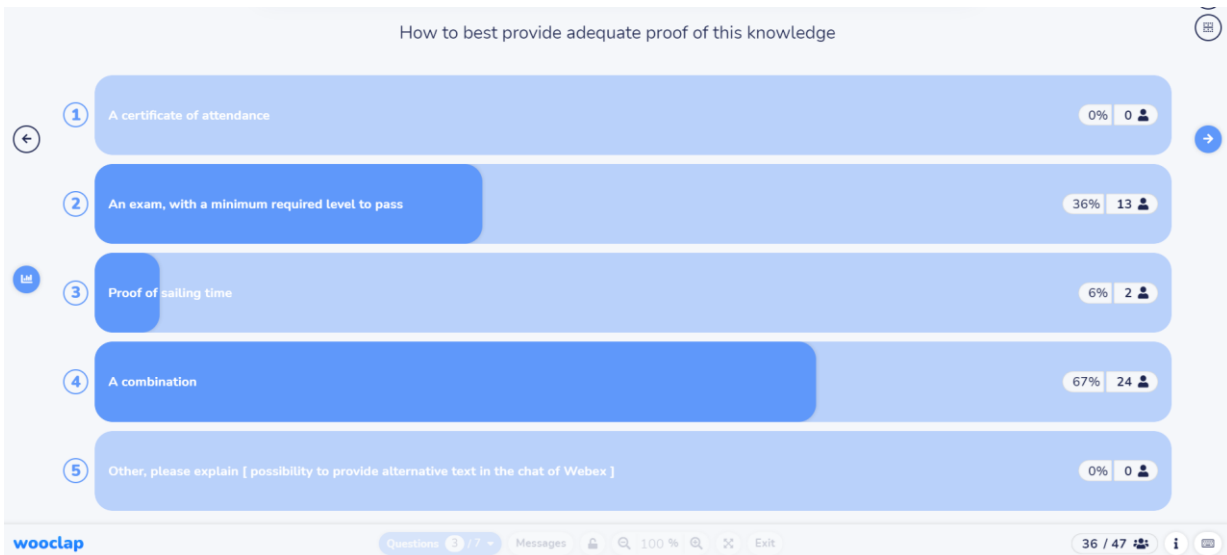 How to best provide adequate proof of this knowledge
1 A certificate of attendance 0% 0
2 An exam, with a minimum required level to pass 36% 13
3 Proof of sailing time 6% 2
4 A combination 67% 24
5 Other, please explain [ possibility to provide alternative text in the chat of Webex ] 0% 0
wooclap Questions 3 / 7 Messages 100 % Exit 36 / 47 i